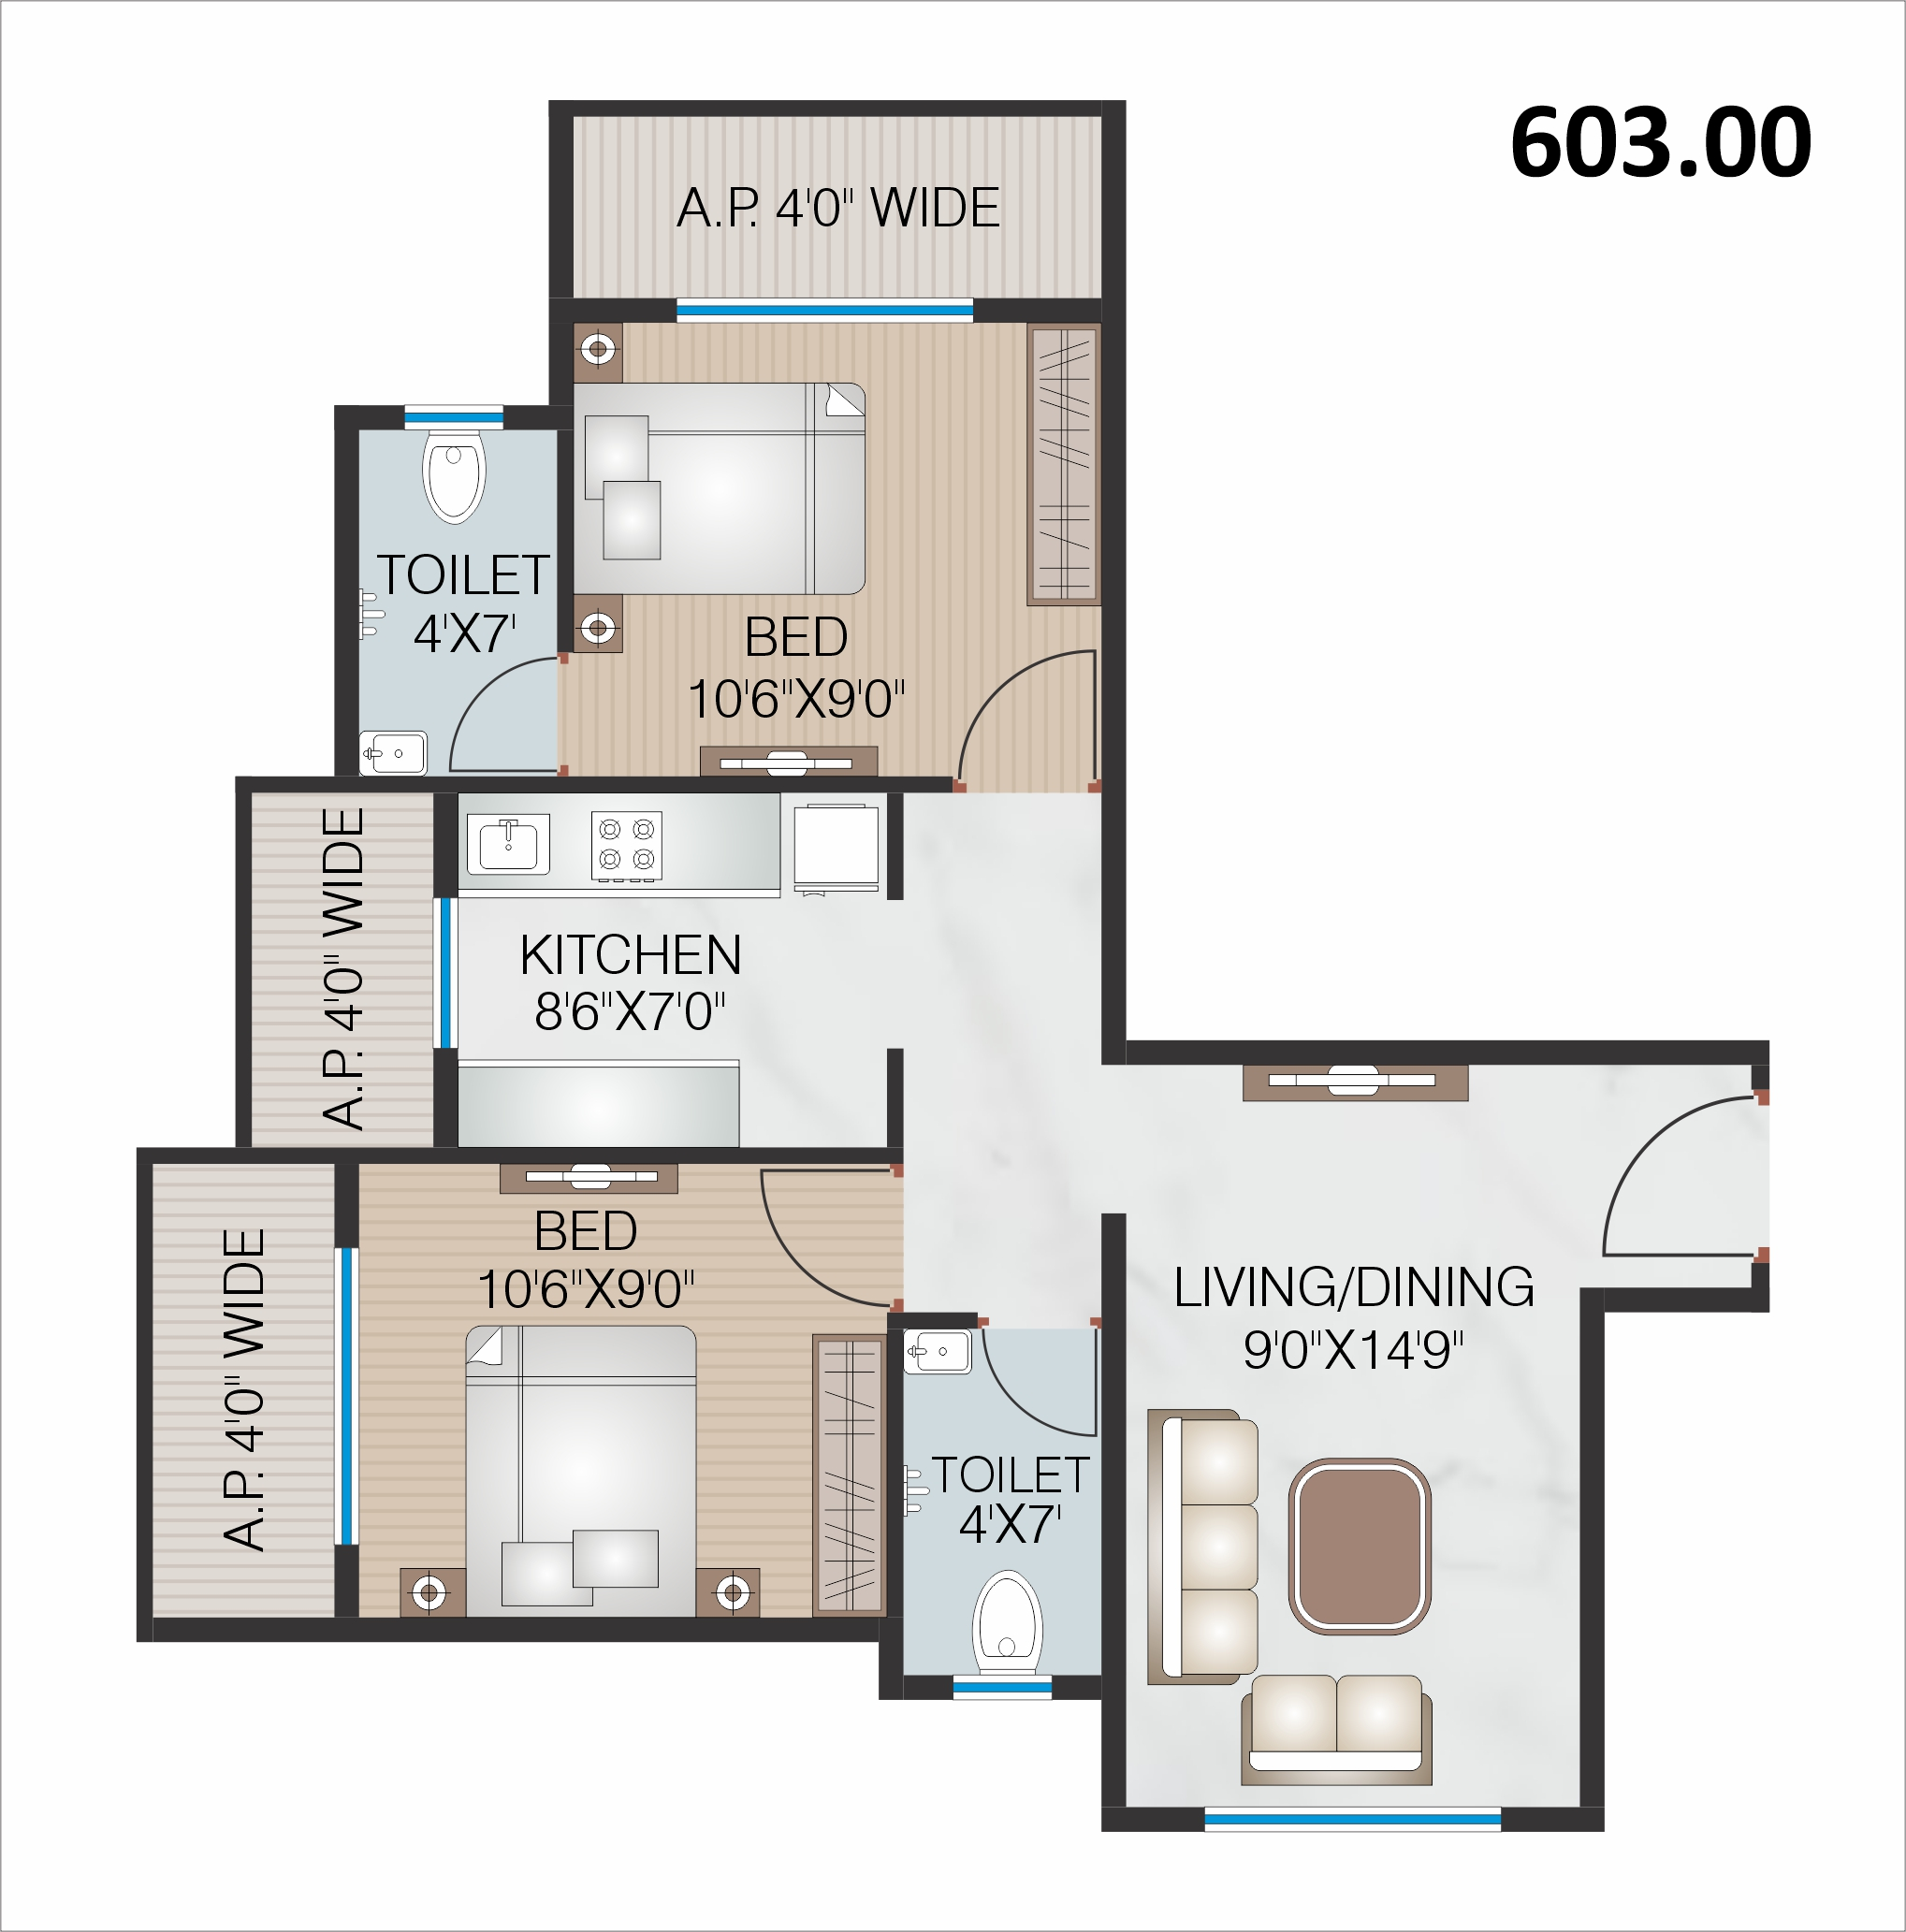 603.00
A.P. 4'0" WIDE
TOILET
4'X7'
BED
10'6"X9'0"
A.P. 4'0" WIDE
KITCHEN
8'6"X7'0"
A.P. 4'0" WIDE
BED
10'6"X9'0"
LIVING/DINING
9'0"X14'9"
TOILET
4'X7'